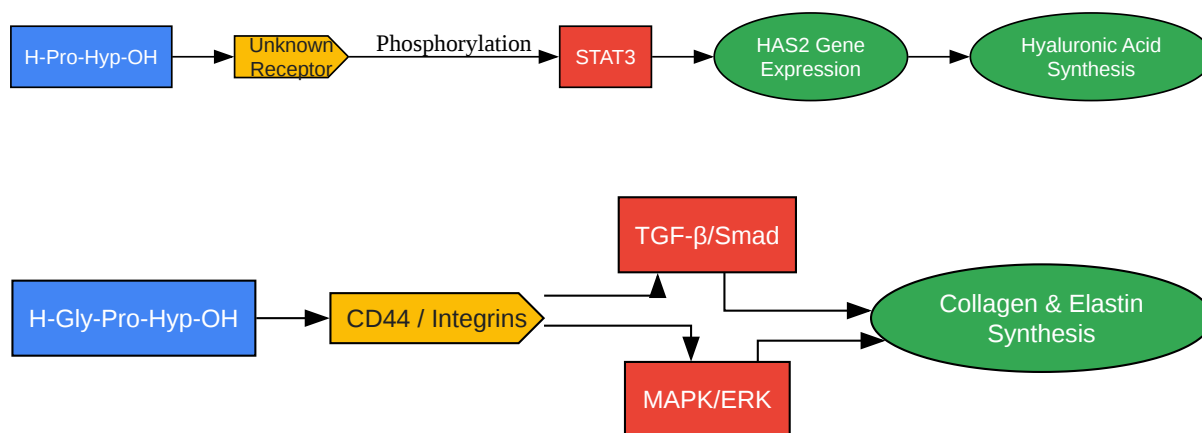 H-Pro-Hyp-OH
Unknown
Receptor
Phosphorylation
STAT3
HAS2 Gene
Expression
Hyaluronic Acid
Synthesis
H-Gly-Pro-Hyp-OH
CD44 / Integrins
TGF-β/Smad
MAPK/ERK
Collagen & Elastin
Synthesis